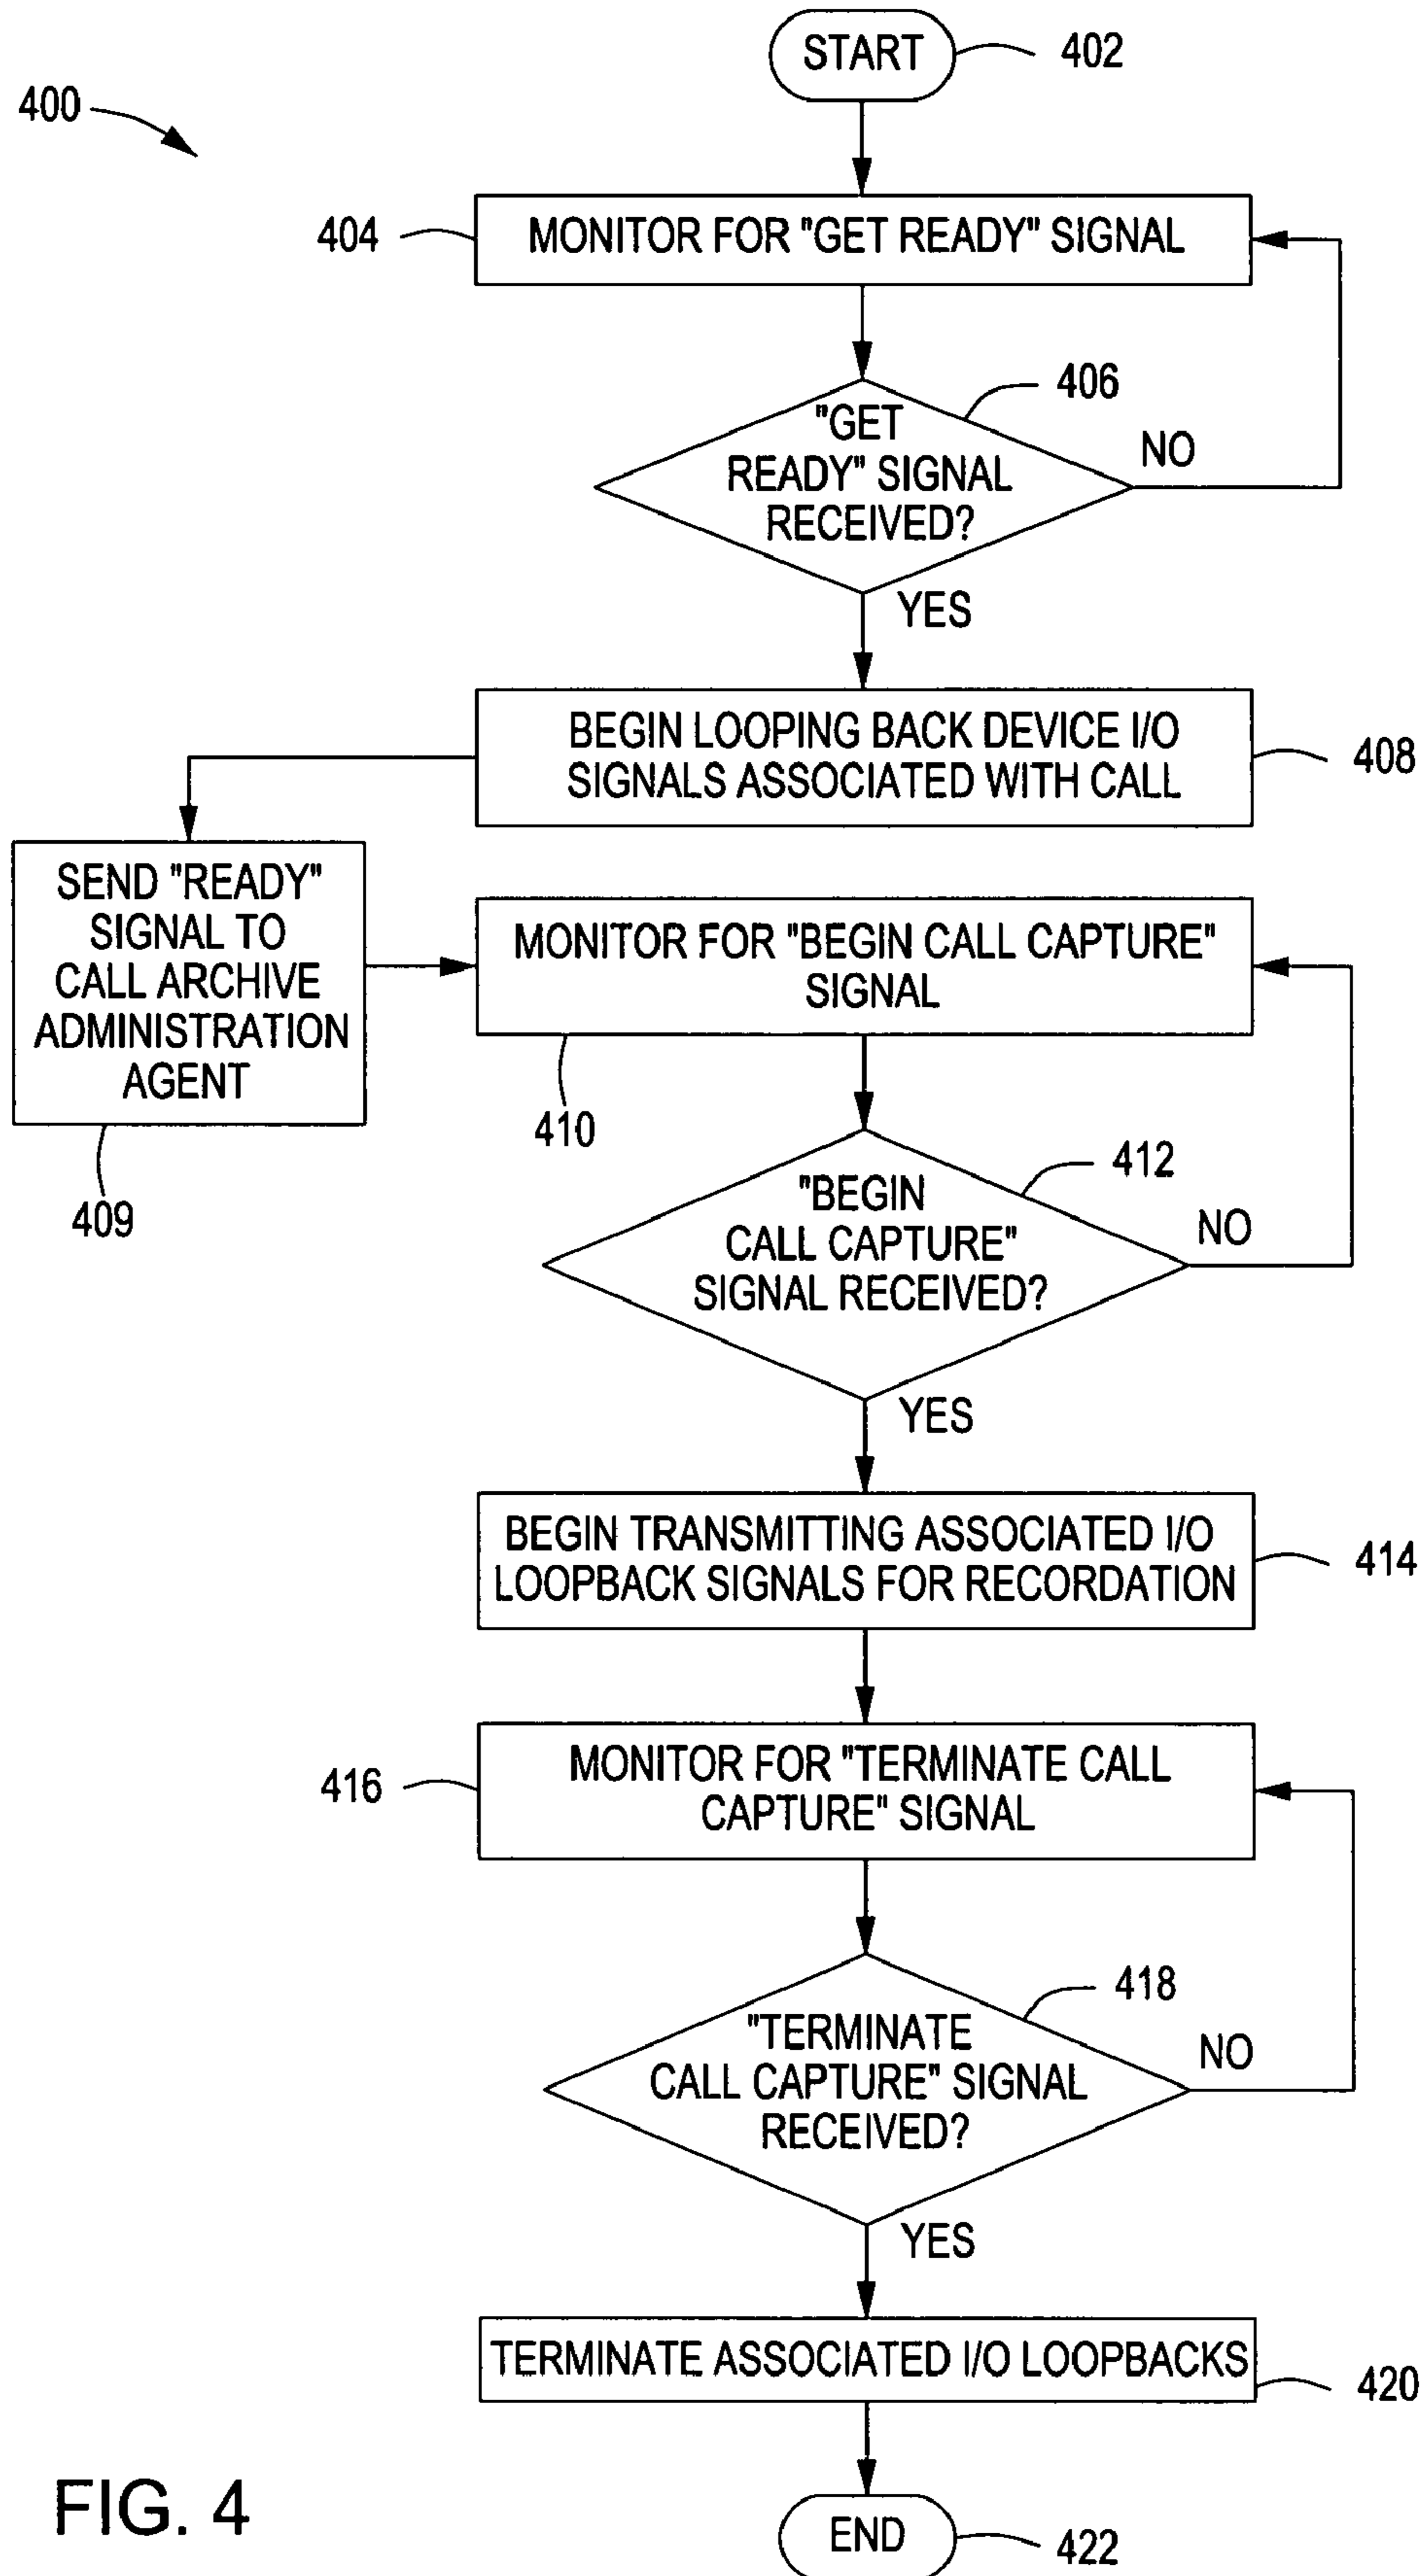 START
402
400
404
MONITOR FOR "GET READY" SIGNAL
406
"GET
READY" SIGNAL
RECEIVED?
NO
YES
BEGIN LOOPING BACK DEVICE I/O
SIGNALS ASSOCIATED WITH CALL
408
SEND "READY"
SIGNAL TO
CALL ARCHIVE
ADMINISTRATION
AGENT
409
MONITOR FOR "BEGIN CALL CAPTURE"
SIGNAL
410
412
"BEGIN
CALL CAPTURE"
SIGNAL RECEIVED?
NO
YES
BEGIN TRANSMITTING ASSOCIATED I/O
LOOPBACK SIGNALS FOR RECORDATION
414
416
MONITOR FOR "TERMINATE CALL
CAPTURE" SIGNAL
418
"TERMINATE
CALL CAPTURE" SIGNAL
RECEIVED?
NO
YES
TERMINATE ASSOCIATED I/O LOOPBACKS
420
END
422
FIG. 4